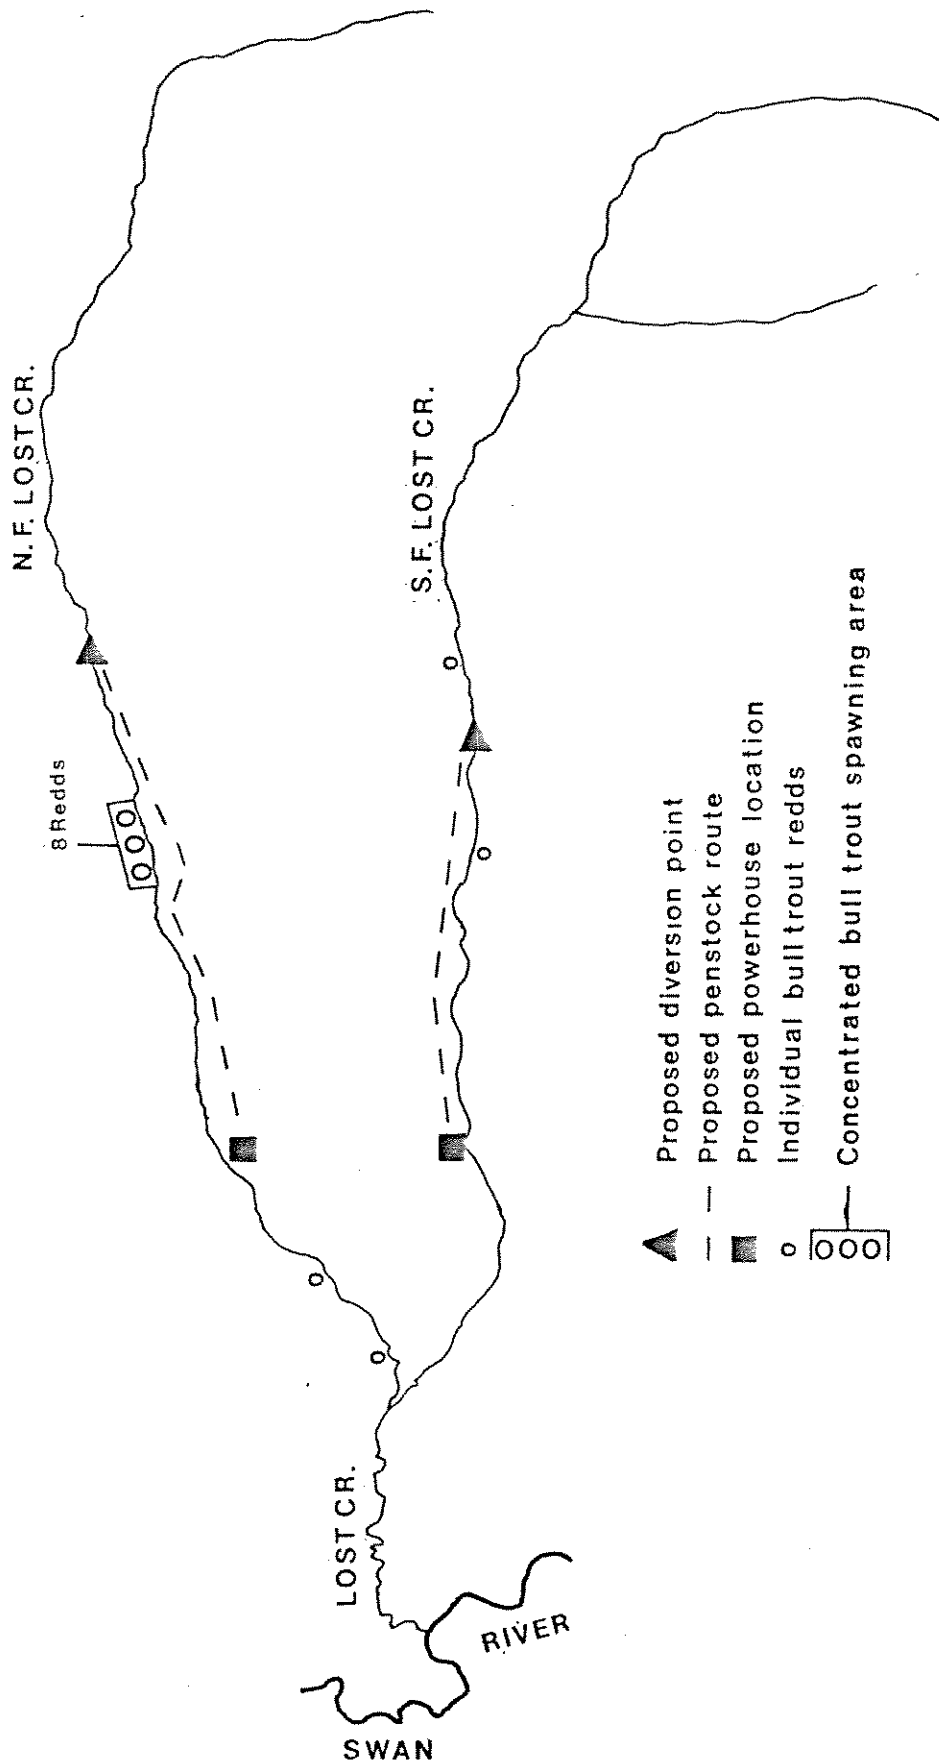 N.F. LOST CR.
8 Redds
S.F. LOST CR.
LOST CR.
SWAN
RIVER
Proposed diversion point
Proposed penstock route
Proposed powerhouse location
Individual bull trout redds
Concentrated bull trout spawning area